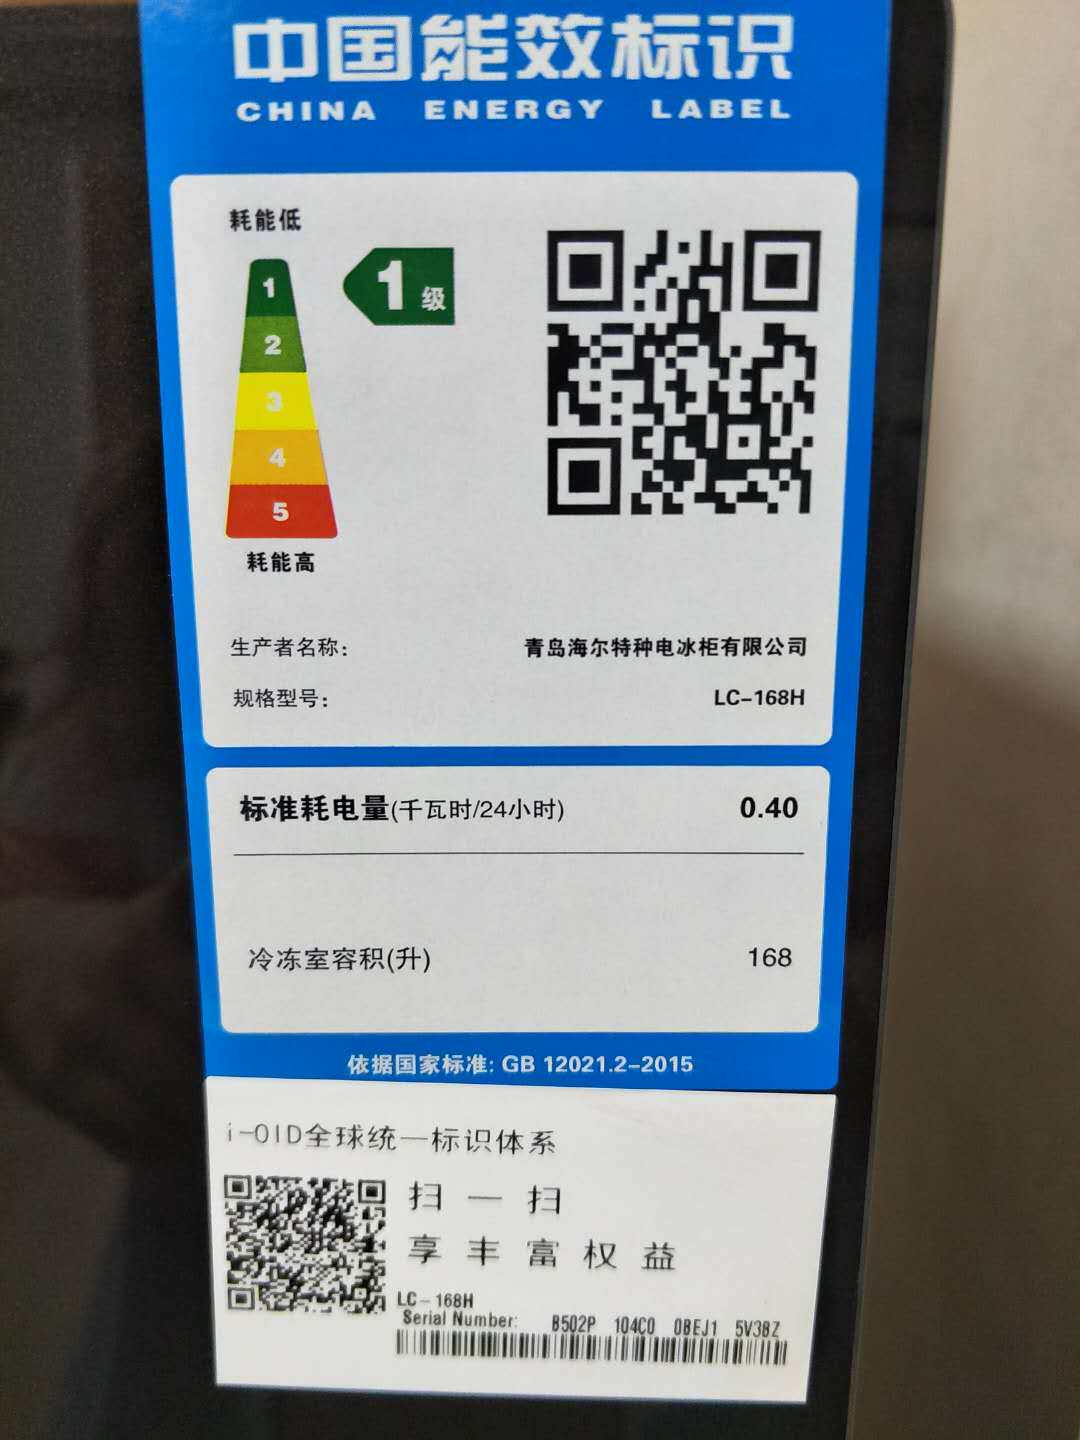 中国能效标识
CHINA ENERGY LABEL
耗能低
1
2
3
4
5
1级
耗能高
生产者名称: 青岛海尔特种电冰柜有限公司
规格型号: LC-168H
标准耗电量(千瓦时/24小时) 0.40
冷冻室容积(升) 168
依据国家标准: GB 12021.2-2015
i-OID全球统一标识体系
扫一扫
享丰富权益
LC-168H
Serial Number: B502P 104C0 0BEJ1 5V3BZ